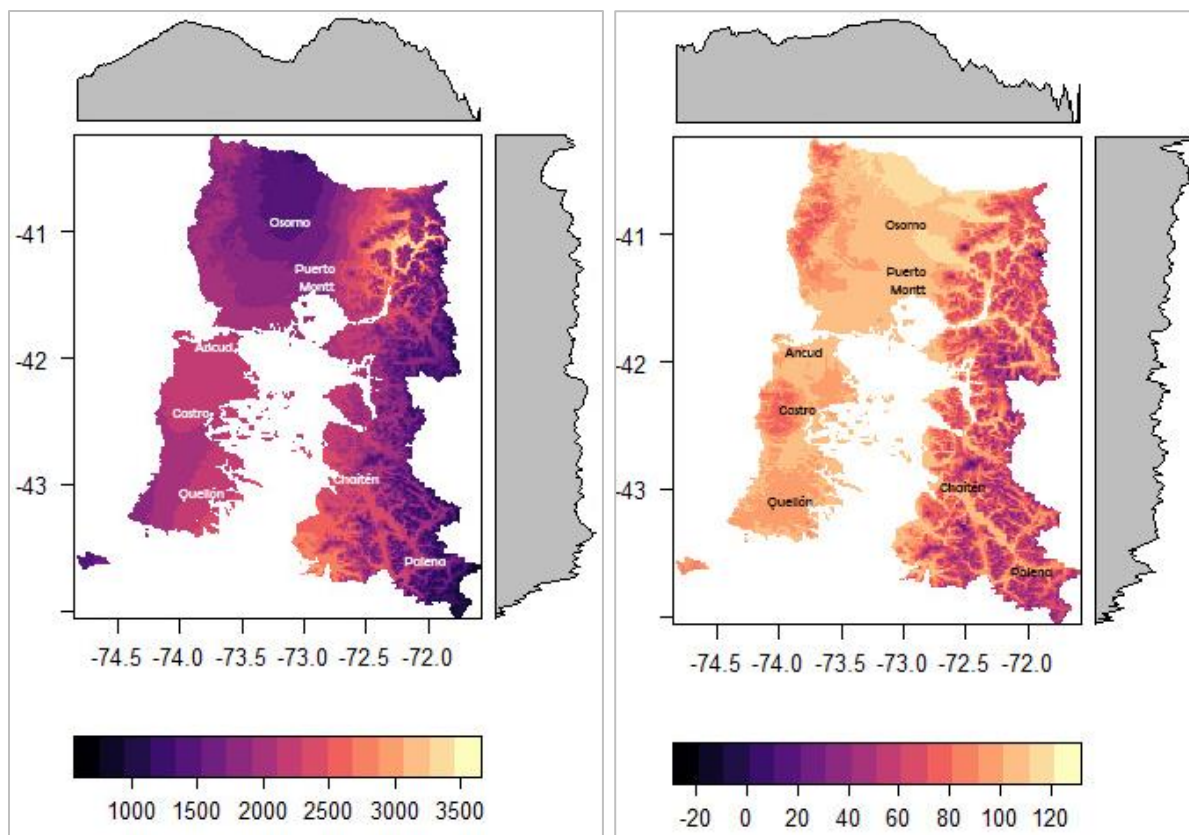 -41
-42
-43
Osorno
Puerto
Montt
Ancud
Castro
Quellón
Chaitén
Palena
-74.5 -74.0 -73.5 -73.0 -72.5 -72.0
1000 1500 2000 2500 3000 3500
-41
-42
-43
Osorno
Puerto
Montt
Ancud
Castro
Quellón
Chaitén
Palena
-74.5 -74.0 -73.5 -73.0 -72.5 -72.0
-20 0 20 40 60 80 100 120